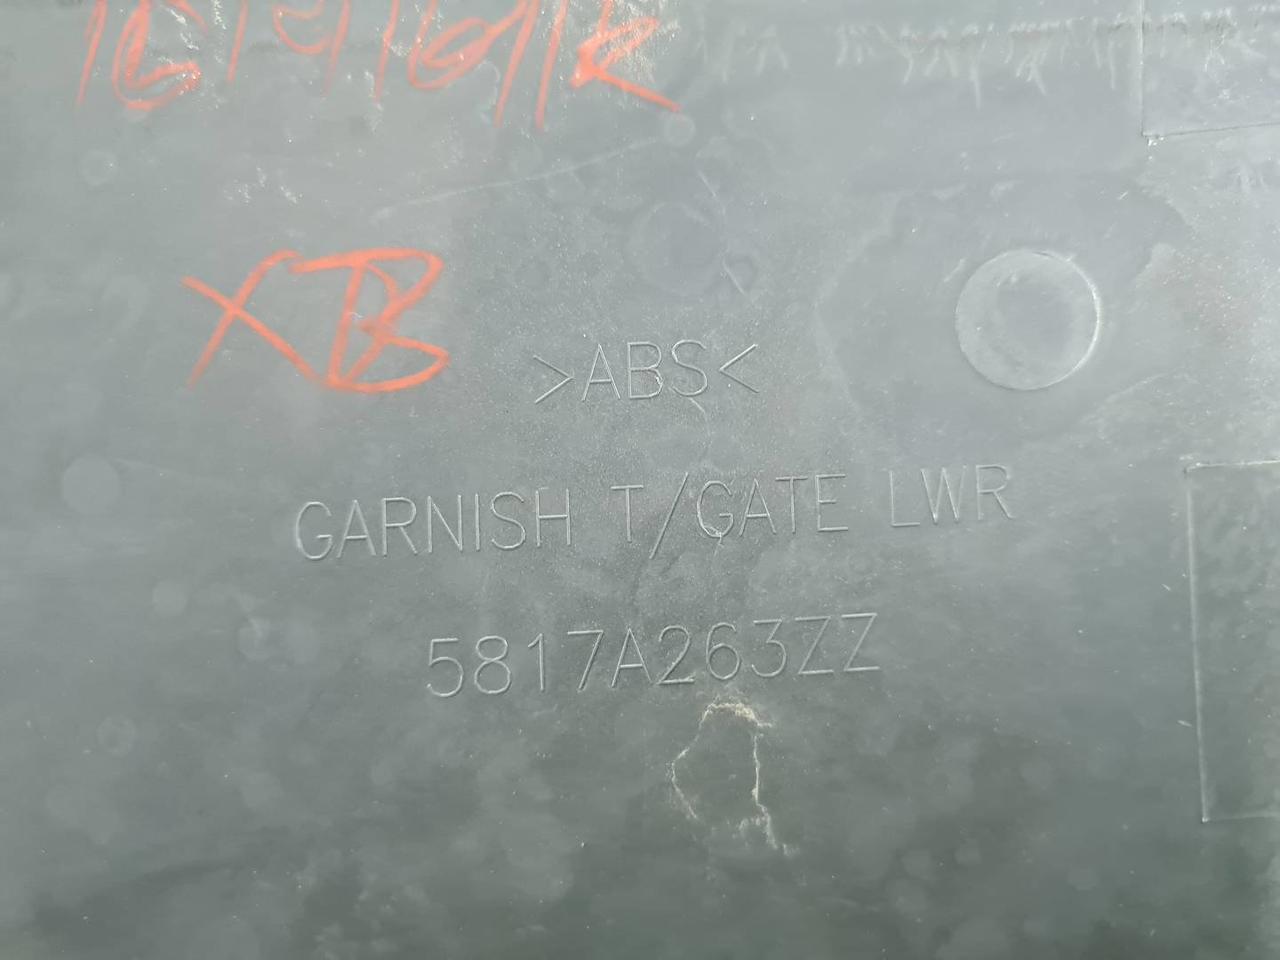 XB
>ABS<
GARNISH T/GATE LWR
5817A263ZZ